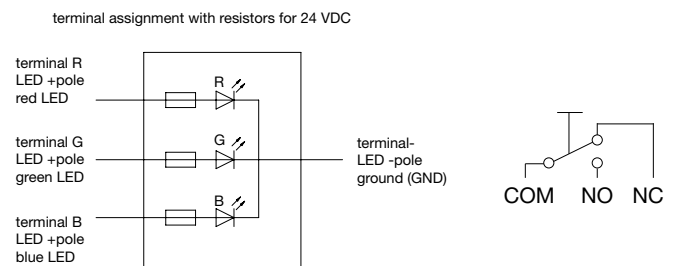 terminal assignment with resistors for 24 VDC
terminal R
LED +pole
red LED
R
terminal G
LED +pole
green LED
G
terminal B
LED +pole
blue LED
B
terminal-
LED -pole
ground (GND)
COM NO NC